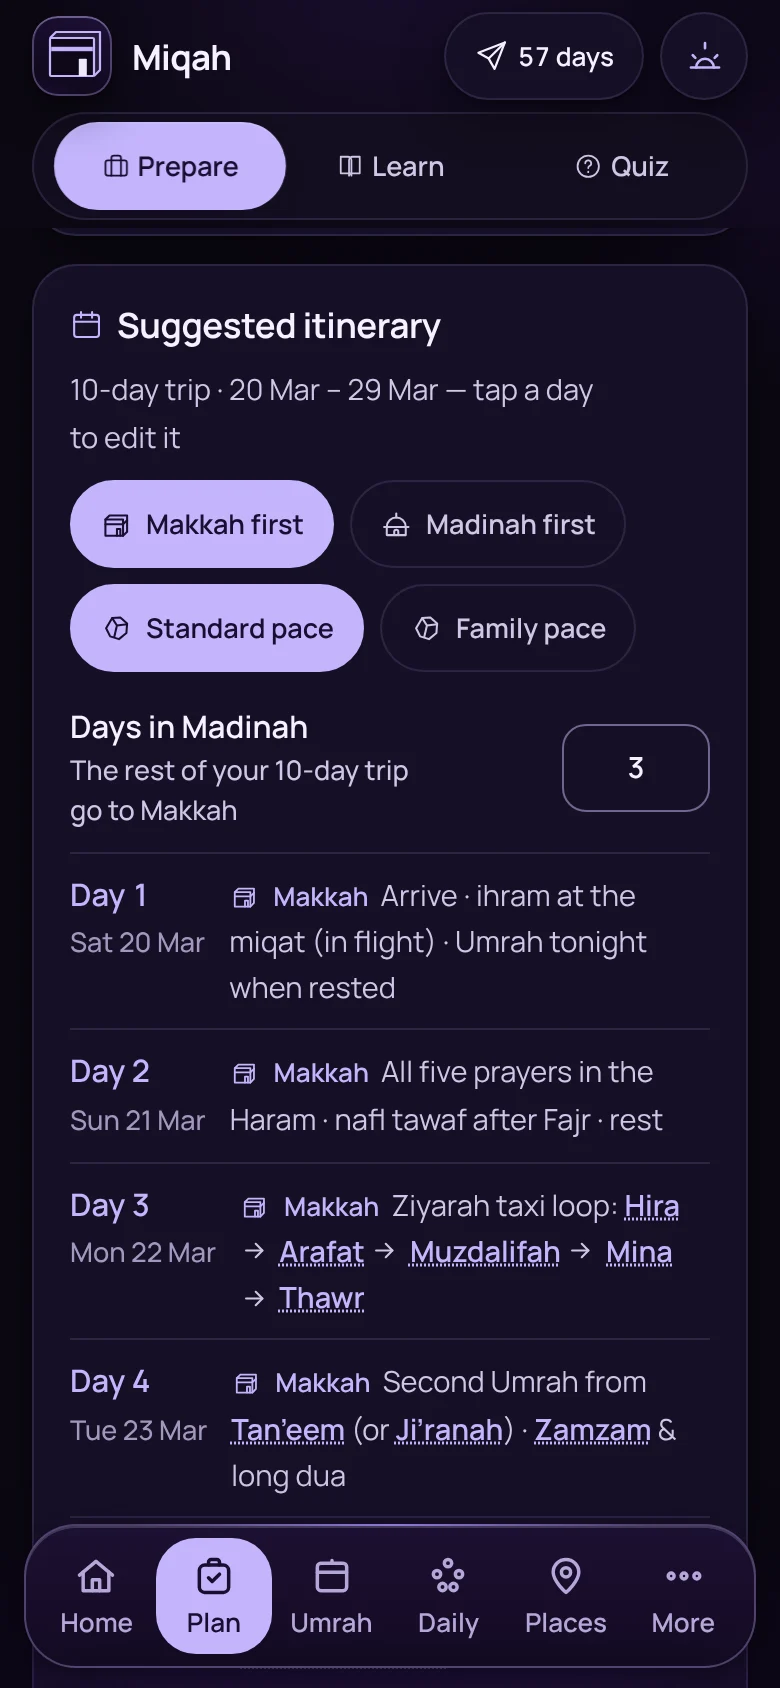 Miqah
57 days
Prepare
Learn
Quiz
Suggested itinerary
10-day trip · 20 Mar – 29 Mar — tap a day
to edit it
Makkah first
Madinah first
Standard pace
Family pace
Days in Madinah
The rest of your 10-day trip
go to Makkah
3
Day 1
Sat 20 Mar
Makkah Arrive · ihram at the
miqat (in flight) · Umrah tonight
when rested
Day 2
Sun 21 Mar
Makkah All five prayers in the
Haram · nafl tawaf after Fajr · rest
Day 3
Mon 22 Mar
Makkah Ziyarah taxi loop: Hira
→ Arafat → Muzdalifah → Mina
→ Thawr
Day 4
Tue 23 Mar
Makkah Second Umrah from
Tan’eem (or Ji’ranah) · Zamzam &
long dua
Home
Plan
Umrah
Daily
Places
More